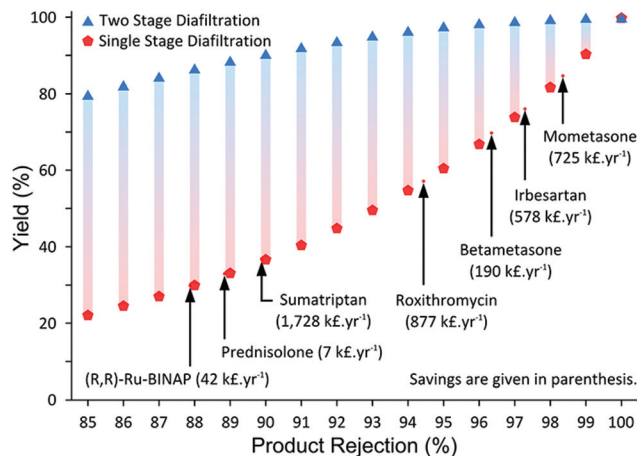 Two Stage Diafiltration
Single Stage Diafiltration
Yield (%)
100
80
60
40
20
0
Mometasone
(725 k£.yr⁻¹)
Irbesartan
(578 k£.yr⁻¹)
Betametasone
(190 k£.yr⁻¹)
Roxithromycin
(877 k£.yr⁻¹)
Sumatriptan
(1,728 k£.yr⁻¹)
Prednisolone (7 k£.yr⁻¹)
(R,R)-Ru-BINAP (42 k£.yr⁻¹)
Savings are given in parenthesis.
85 86 87 88 89 90 91 92 93 94 95 96 97 98 99 100
Product Rejection (%)